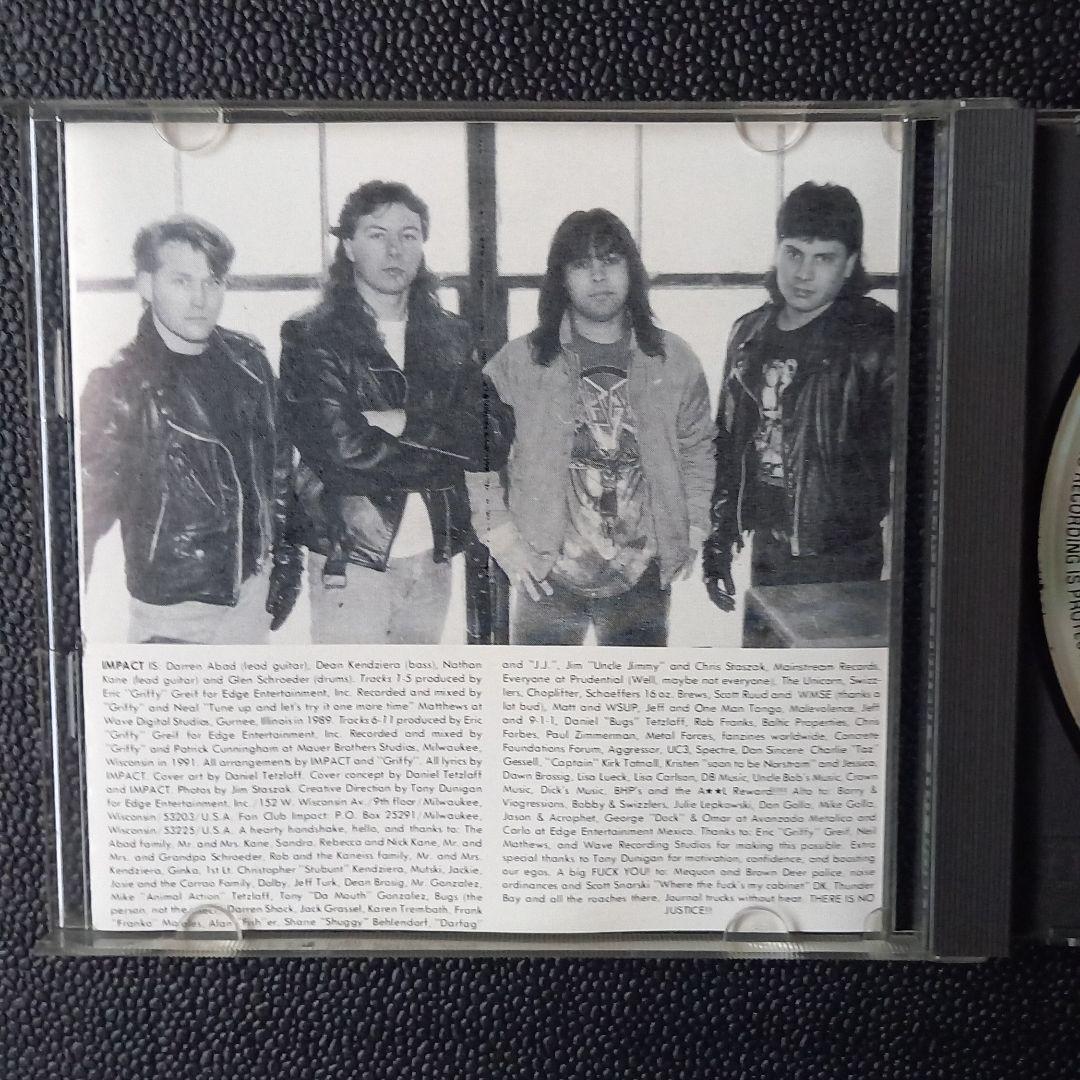 IMPACT IS: Darren Abad (lead guitar), Dean Kendziera (bass), Nathan
Kane (lead guitar) and Glen Schroeder (drums). Tracks 1-5 produced by
Eric "Griffy" Greif for Edge Entertainment, Inc. Recorded and mixed by
"Griffy" and Neal "Tune up and let's try it one more time" Matthews at
Wave Digital Studios, Gurnee, Illinois in 1989. Tracks 6-11 produced by Eric
"Griffy" Greif for Edge Entertainment, Inc. Recorded and mixed by
"Griffy" and Patrick Cunningham at Mauer Brothers Studios, Milwaukee,
Wisconsin in 1991. All arrangements by IMPACT and "Griffy". All lyrics by
IMPACT. Cover art by Daniel Tetzlaff. Cover concept by Daniel Tetzlaff
and IMPACT. Photos by Jim Staszak. Creative Direction by Tony Dunigan
for Edge Entertainment, Inc. / 152 W. Wisconsin Av./9th floor/Milwaukee,
Wisconsin/53203/U.S.A. Fan Club Impact: P.O. Box 25291/Milwaukee,
Wisconsin/53225/U.S.A. A hearty handshake, hello, and thanks to: The
Abad family, Mr. and Mrs. Kane, Sandra, Rebecca and Nick Kane, Mr. and
Mrs. and Grandpa Schroeder, Rob and the Kaneiss family, Mr. and Mrs.
Kendziera, Ginka, 1st Lt. Christopher "Stubunt" Kendziera, Mutski, Jackie,
Josie and the Carrao Family, Dolby, Jeff Turk, Dean Brosig, Mr. Gonzalez,
Mike "Animal Action" Tetzlaff, Tony "Da Mouth" Gonzalez, Bugs (the
person, not the Darren Shock, Jack Grassel, Karen Trembath, Frank
"Franko" Morales, Alan "Fish"er, Shane "Shuggy" Behlendorf, "Dartag"
and "J.J.", Jim "Uncle Jimmy" and Chris Staszak, Mainstream Records,
Everyone at Prudential (Well, maybe not everyone), The Unicorn, Swizz-
lers, Choplifter, Schaeffers 16 oz. Brews, Scott Ruud and WMSE (thanks a
lot bud), Matt and WSUP, Jeff and One Man Tango, Malevolence, Jeff
and 9-1-1, Daniel "Bugs" Tetzlaff, Rob Franks, Baltic Properties, Chris
Forbes, Paul Zimmerman, Metal Forces, fanzines worldwide, Concrete
Foundations Forum, Aggressor, UC3, Spectre, Don Sincere Charlie "Taz"
Gessell, "Captain" Kirk Tatnall, Kristen "soon to be Norstrom" and Jessica,
Dawn Brossig, Lisa Lueck, Lisa Carlson, DB Music, Uncle Bob's Music, Crown
Music, Dick's Music, BHP's and the A★★L Reward!!!!! Alto to: Barry &
Viogressions, Bobby & Swizzlers, Julie Lepkowski, Don Golla, Mike Golla,
Jason & Acrophet, George "Dock" & Omar at Avanzada Metalica and
Carlo at Edge Entertainment Mexico. Thanks to: Eric "Griffy" Greif, Neil
Mathews, and Wave Recording Studios for making this possible. Extra
special thanks to Tony Dunigan for motivation, confidence, and boosting
our egos. A big FUCK YOU!! to: Mequon and Brown Deer police, noise
ordinances and Scott Snarski "Where the fuck's my cabinet" DK, Thunder
Bay and all the roaches there, Journal trucks without heat. THERE IS NO
JUSTICE!!
RECORDING IS